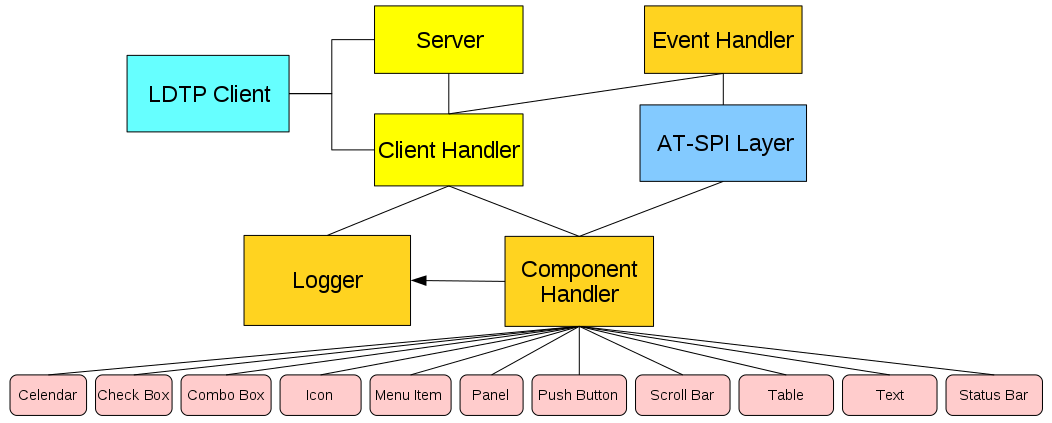 Server
Event Handler
LDTP Client
Client Handler
AT-SPI Layer
Logger
Component
Handler
Celendar
Check Box
Combo Box
Icon
Menu Item
Panel
Push Button
Scroll Bar
Table
Text
Status Bar